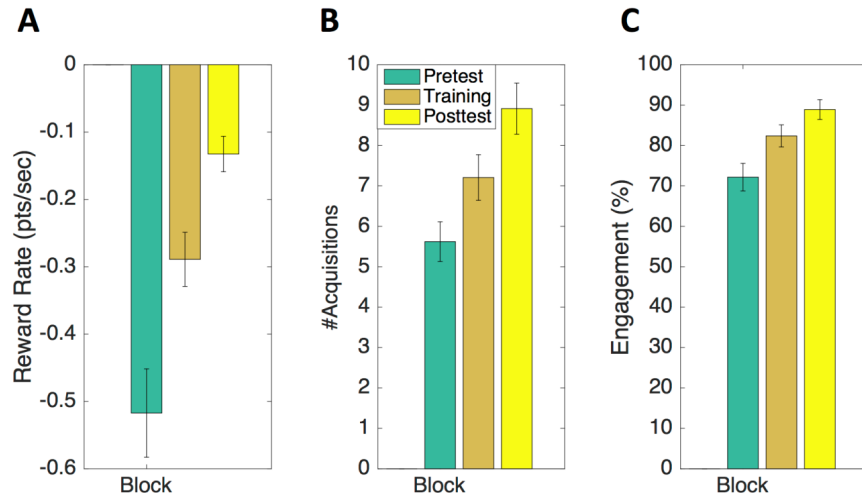 A
Reward Rate (pts/sec)
0
-0.1
-0.2
-0.3
-0.4
-0.5
-0.6
Block
B
#Acquisitions
10
9
8
7
6
5
4
3
2
1
0
Pretest
Training
Posttest
Block
C
Engagement (%)
100
90
80
70
60
50
40
30
20
10
0
Block